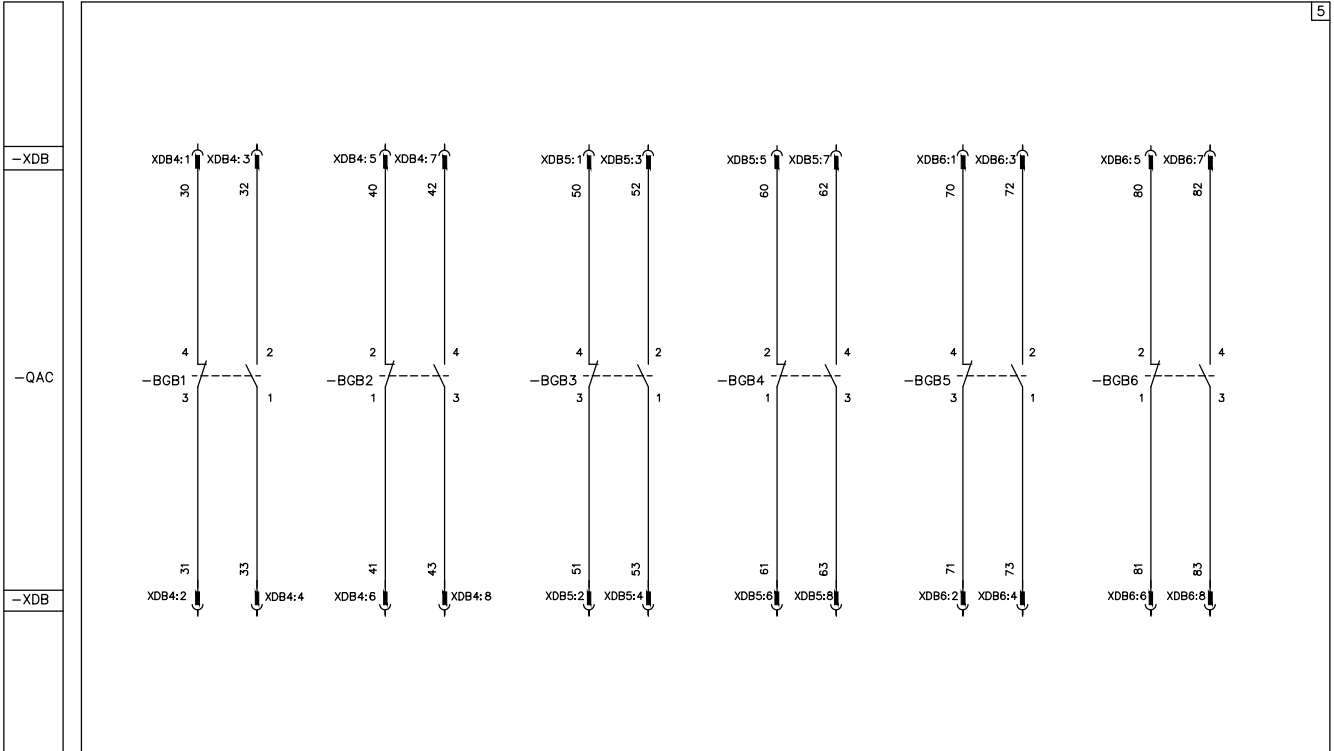 5
-XDB
XDB4:1 XDB4:3 XDB4:5 XDB4:7 XDB5:1 XDB5:3 XDB5:5 XDB5:7 XDB6:1 XDB6:3 XDB6:5 XDB6:7
30 32 40 42 50 52 60 62 70 72 80 82
4 2 2 4 4 2 2 4 4 2 2 4
-QAC
-BGB1 -BGB2 -BGB3 -BGB4 -BGB5 -BGB6
3 1 1 3 3 1 1 3 3 1 1 3
31 33 41 43 51 53 61 63 71 73 81 83
-XDB
XDB4:2 XDB4:4 XDB4:6 XDB4:8 XDB5:2 XDB5:4 XDB5:6 XDB5:8 XDB6:2 XDB6:4 XDB6:6 XDB6:8